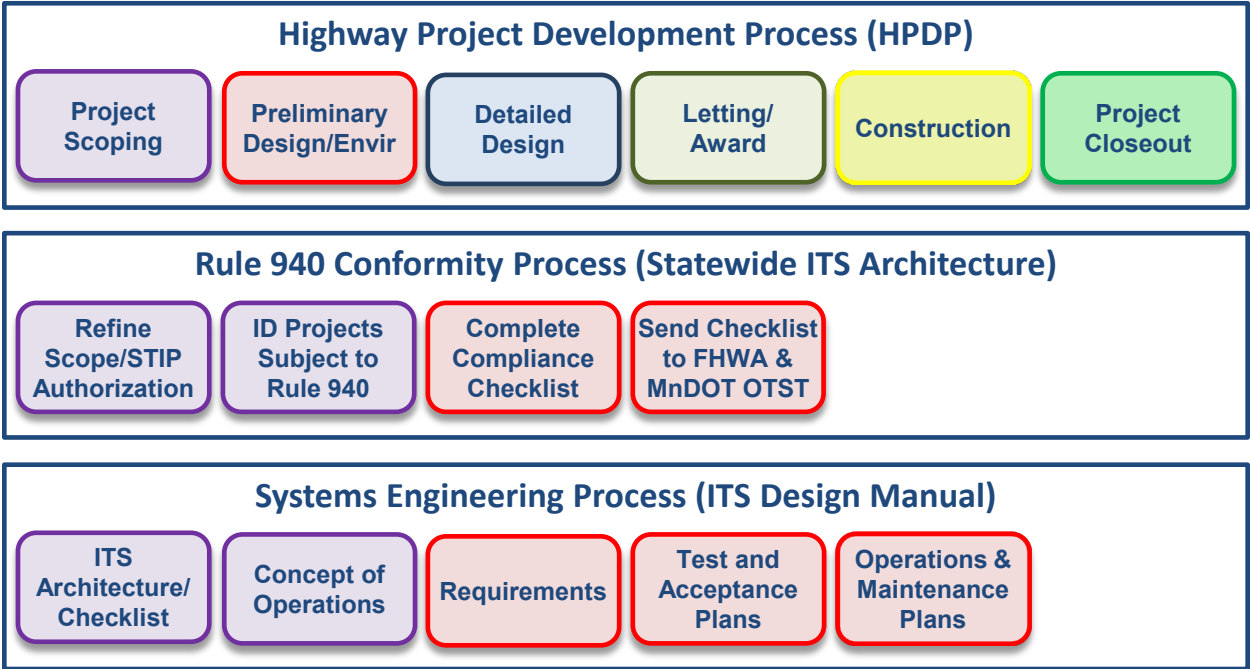 Highway Project Development Process (HPDP)
Project
Scoping
Preliminary
Design/Envir
Detailed
Design
Letting/
Award
Construction
Project
Closeout
Rule 940 Conformity Process (Statewide ITS Architecture)
Refine
Scope/STIP
Authorization
ID Projects
Subject to
Rule 940
Complete
Compliance
Checklist
Send Checklist
to FHWA &
MnDOT OTST
Systems Engineering Process (ITS Design Manual)
ITS
Architecture/
Checklist
Concept of
Operations
Requirements
Test and
Acceptance
Plans
Operations &
Maintenance
Plans